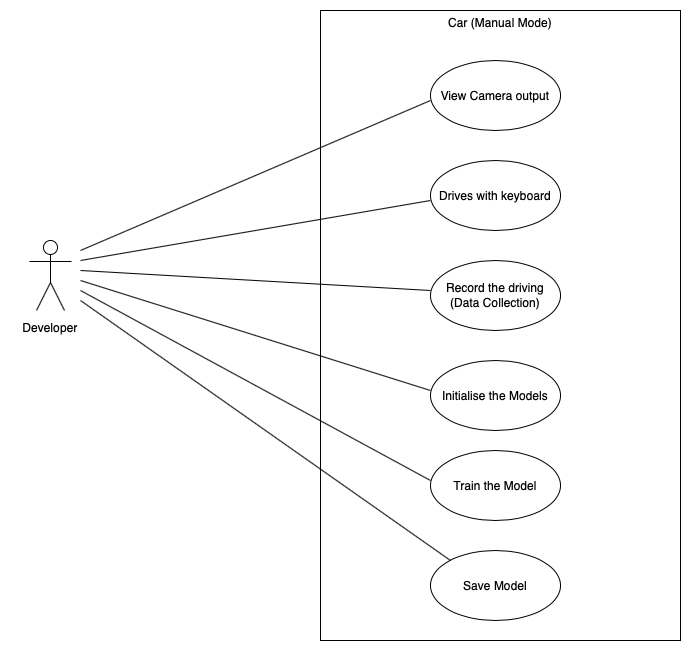 Car (Manual Mode)
View Camera output
Drives with keyboard
Record the driving
(Data Collection)
Developer
Initialise the Models
Train the Model
Save Model